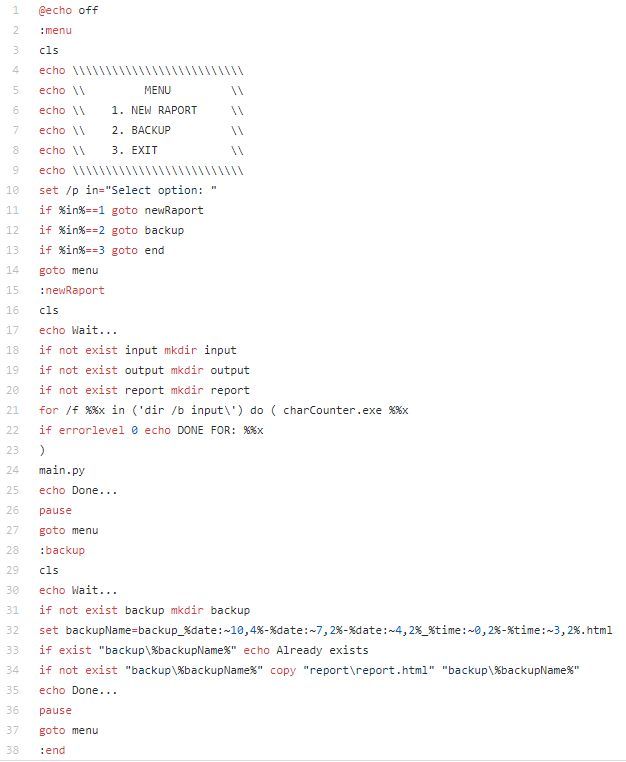 1 @echo off
2 :menu
3 cls
4 echo \\\\\\\\\\\\\\\\\\\\\\\\\\
5 echo \\         MENU         \\
6 echo \\    1. NEW RAPORT     \\
7 echo \\    2. BACKUP         \\
8 echo \\    3. EXIT           \\
9 echo \\\\\\\\\\\\\\\\\\\\\\\\\\
10 set /p in="Select option: "
11 if %in%==1 goto newRaport
12 if %in%==2 goto backup
13 if %in%==3 goto end
14 goto menu
15 :newRaport
16 cls
17 echo Wait...
18 if not exist input mkdir input
19 if not exist output mkdir output
20 if not exist report mkdir report
21 for /f %%x in ('dir /b input\') do ( charCounter.exe %%x
22 if errorlevel 0 echo DONE FOR: %%x
23 )
24 main.py
25 echo Done...
26 pause
27 goto menu
28 :backup
29 cls
30 echo Wait...
31 if not exist backup mkdir backup
32 set backupName=backup_%date:~10,4%-%date:~7,2%-%date:~4,2%_%time:~0,2%-%time:~3,2%.html
33 if exist "backup\%backupName%" echo Already exists
34 if not exist "backup\%backupName%" copy "report\report.html" "backup\%backupName%"
35 echo Done...
36 pause
37 goto menu
38 :end